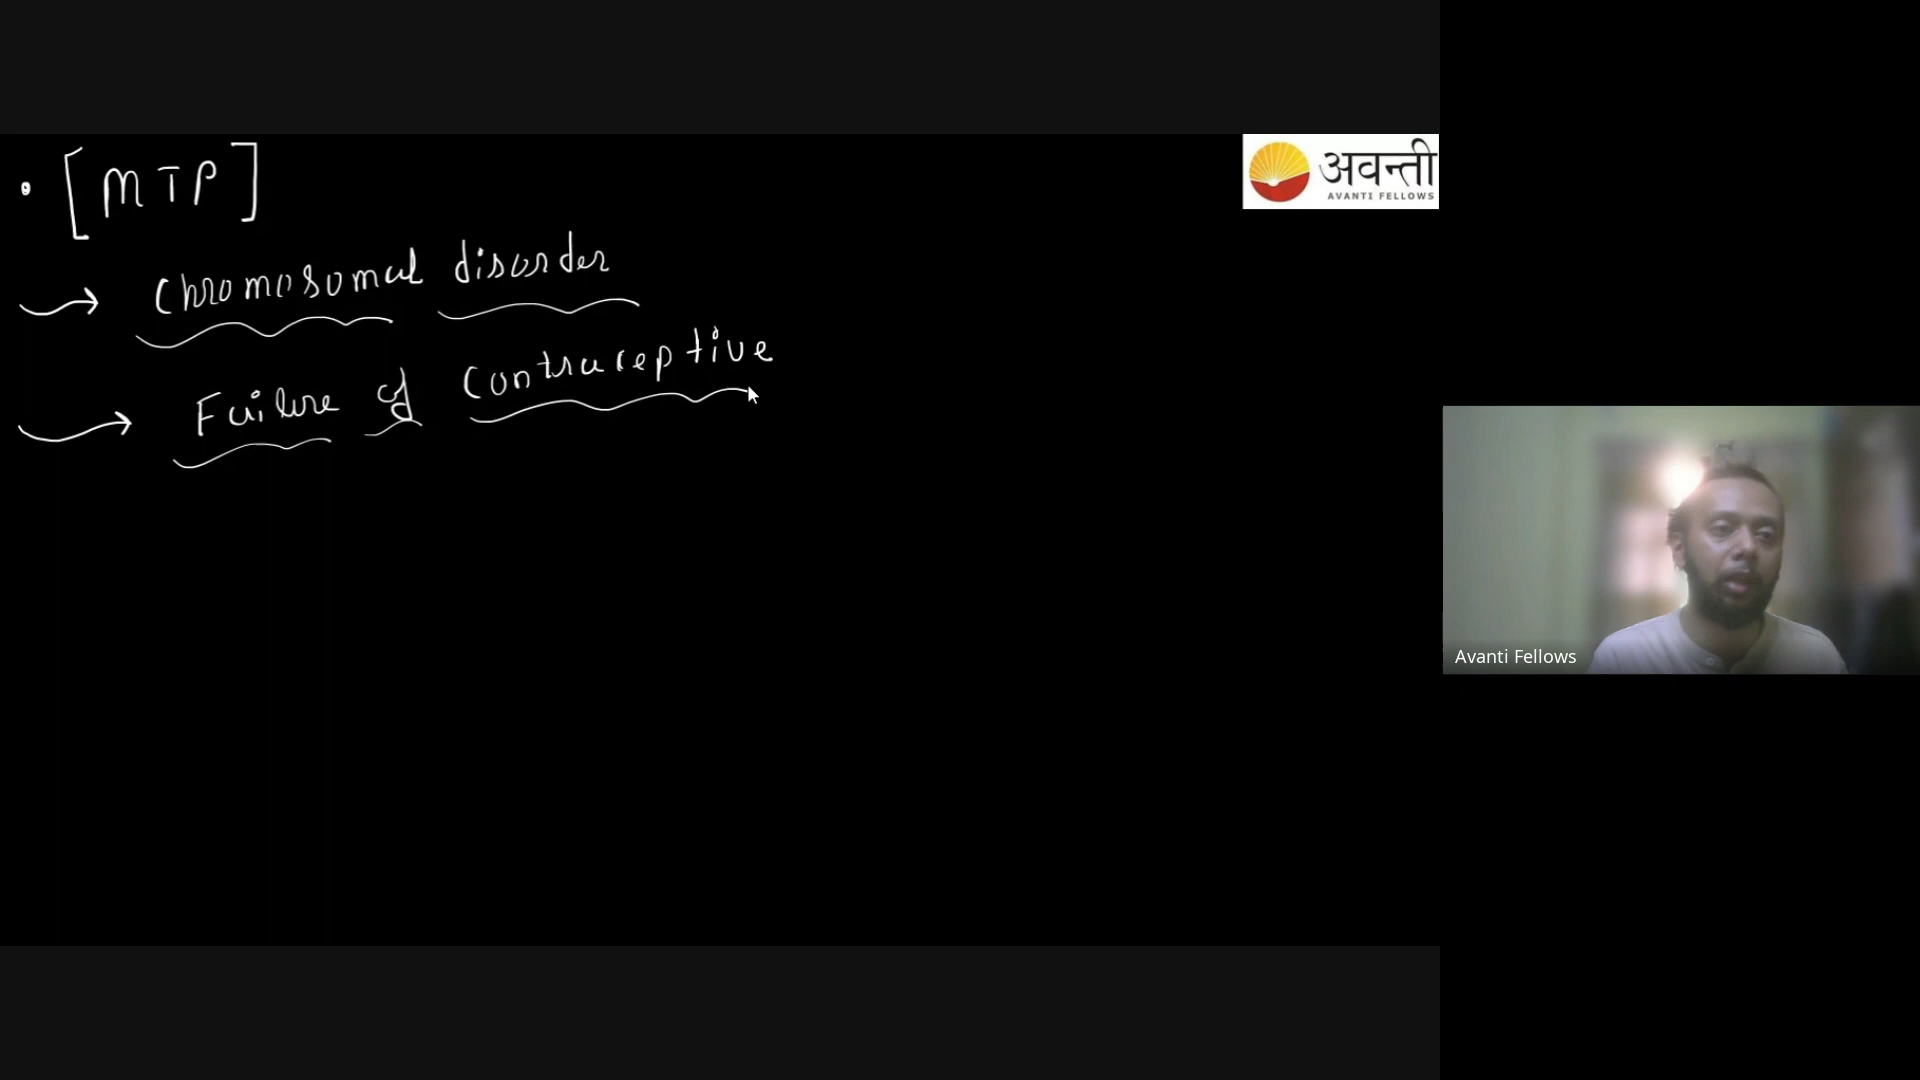 • [MTP]
→ Chromosomal disorder
→ Failure of Contraceptive
अवन्ती
AVANTI FELLOWS
Avanti Fellows